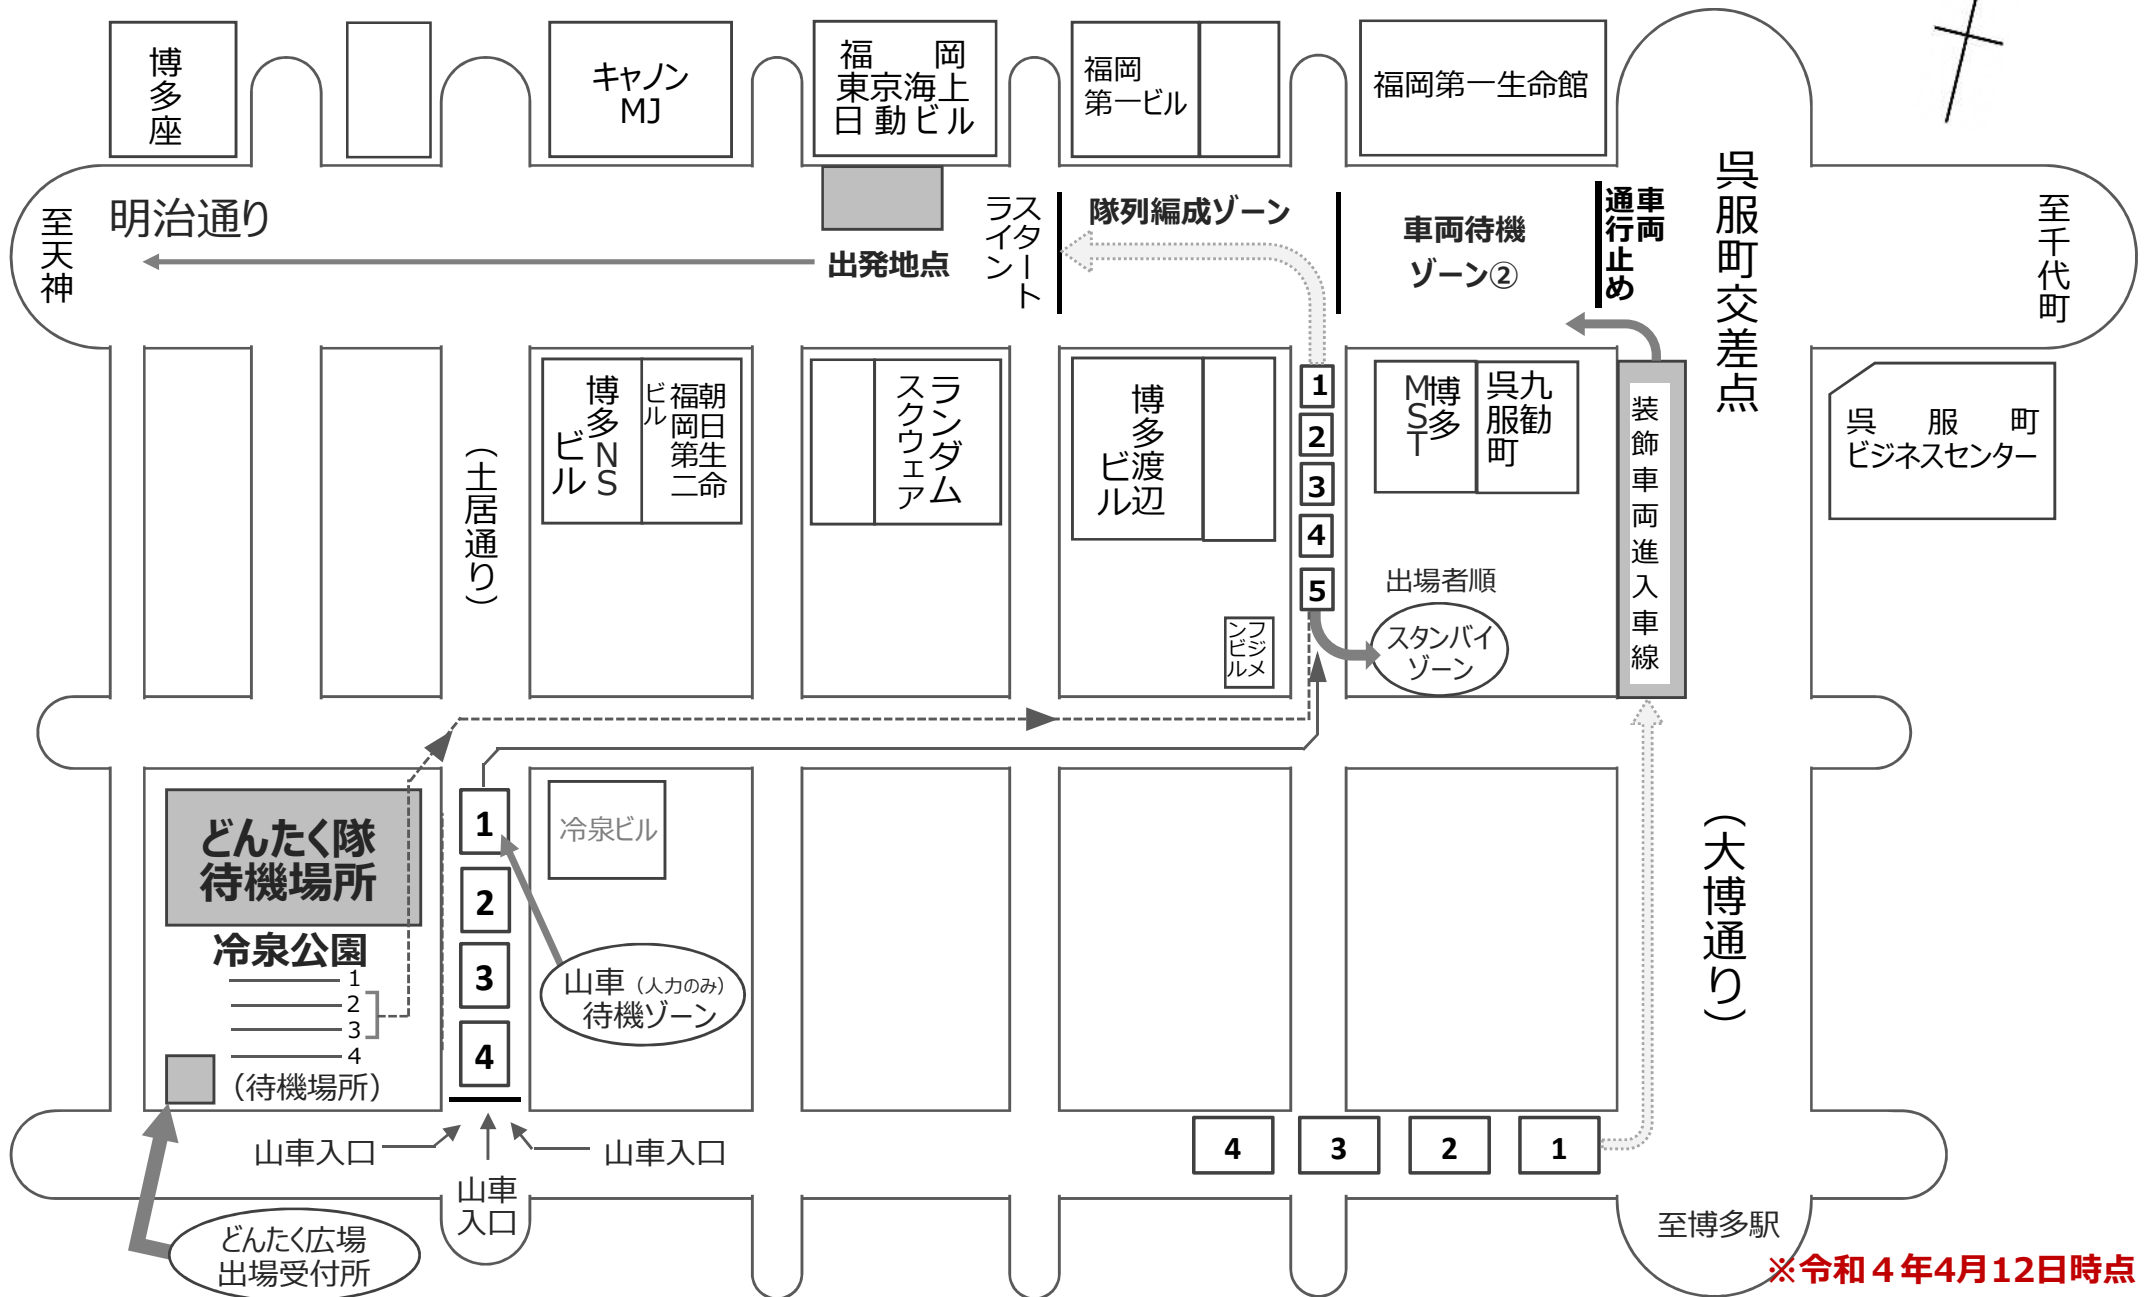 博多座
キャノン
MJ
福岡
東京海上
日動ビル
福岡
第一ビル
福岡第一生命館
至天神
明治通り
出発地点
スタート
ライン
隊列編成ゾーン
車両待機
ゾーン②
車両
通行止め
呉服町交差点
至千代町
（土居通り）
博多NS
ビル
朝日生命
福岡第二
ビル
ランダム
スクウェア
博多渡辺
ビル
1
2
3
4
5
博多
MST
九勧
呉服町
装飾車両進入車線
呉服町
ビジネスセンター
出場者順
スタンバイ
ゾーン
フジメ
ンビル
どんたく隊
待機場所
冷泉公園
1
2
3
4
（待機場所）
1
2
3
4
冷泉ビル
山車（人力のみ）
待機ゾーン
（大博通り）
山車入口
山車
入口
山車入口
4
3
2
1
どんたく広場
出場受付所
至博多駅
※令和４年4月12日時点